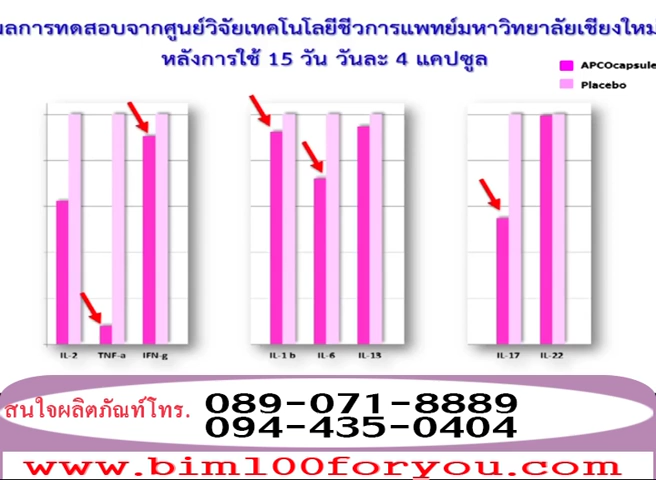 ผลการทดสอบจากศูนย์วิจัยเทคโนโลยีชีวการแพทย์มหาวิทยาลัยเชียงใหม่
หลังการใช้ 15 วัน วันละ 4 แคปซูล
APCOcapsule
Placebo
IL-2 TNF-a IFN-g IL-1 b IL-6 IL-13 IL-17 IL-22
สนใจผลิตภัณฑ์โทร. 089-071-8889
094-435-0404
www.bim100foryou.com